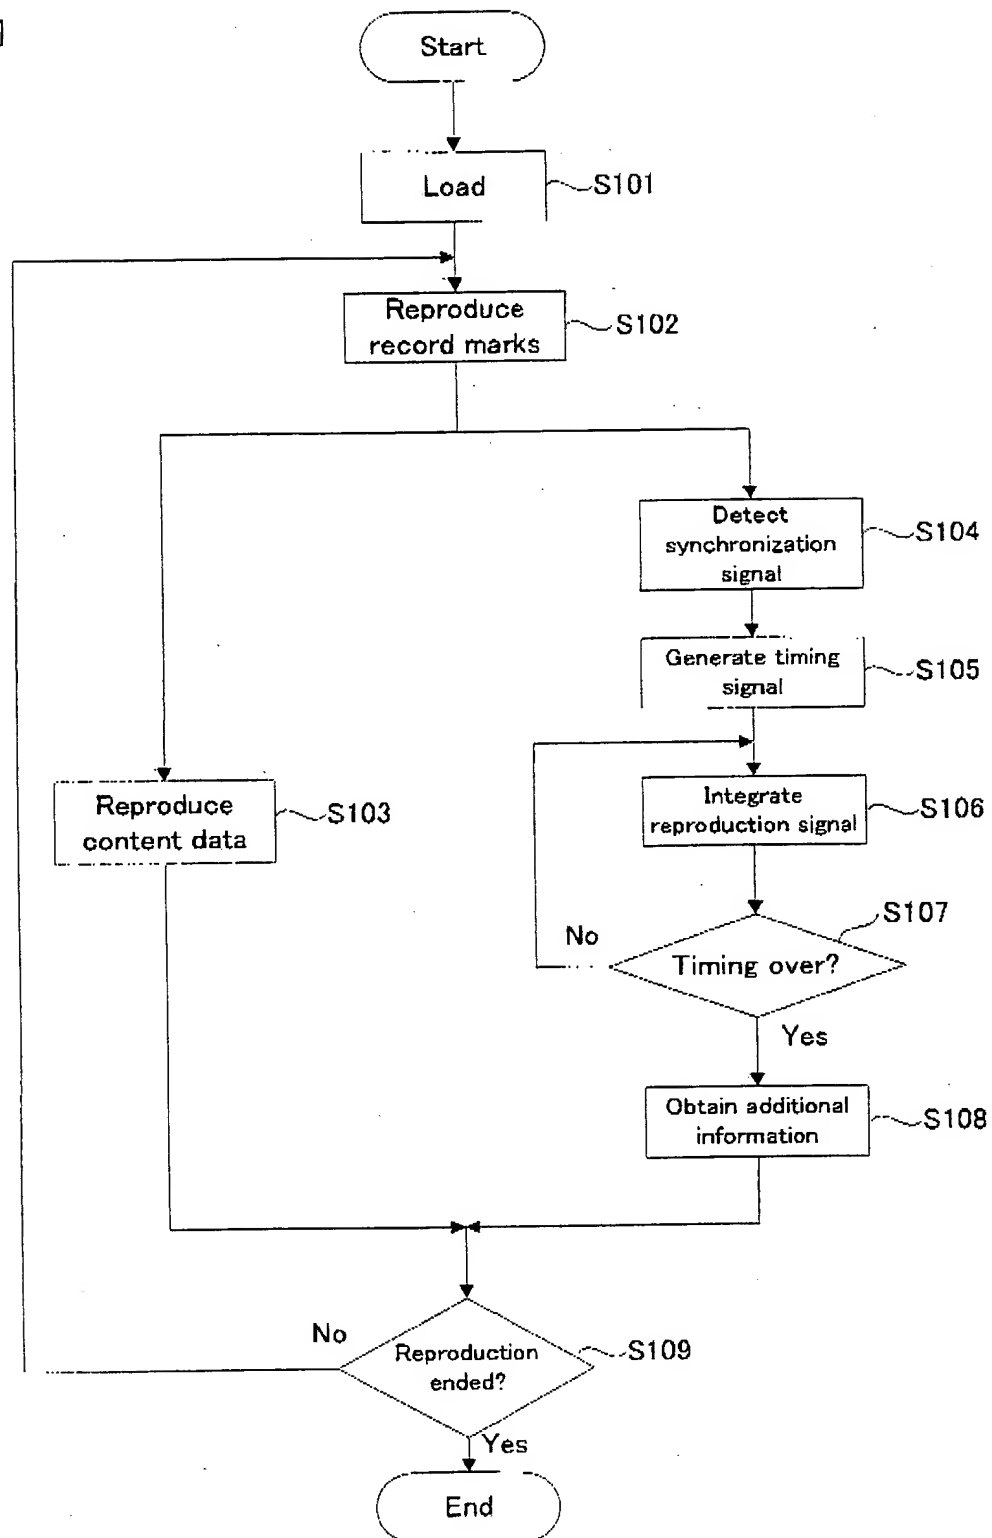 Start
Load
S101
Reproduce
record marks
S102
Detect
synchronization
signal
S104
Generate timing
signal
S105
Reproduce
content data
S103
Integrate
reproduction signal
S106
S107
No
Timing over?
Yes
Obtain additional
information
S108
No
Reproduction
ended?
S109
Yes
End